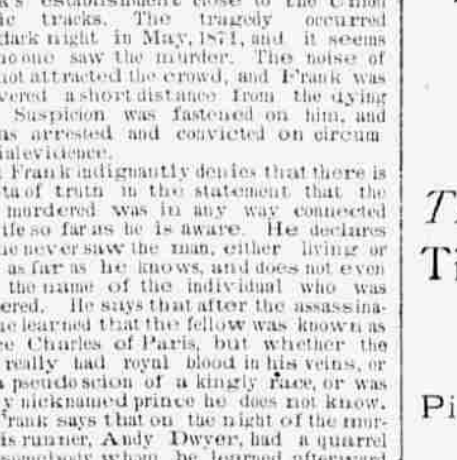 establishment close to the Union
tracks. The tragedy occurred
dark night in May, 1871, and it seems
no one saw the murder. The noise of
hot attracted the crowd, and Frank was
vered a short distance from the dying
Suspicion was fastened on him, and
as arrested and convicted on circum
ial evidence.
Frank indignantly denies that there is
ta of truth in the statement that the
murdered was in any way connected
ife so far as he is aware. He declares
he never saw the man, either living or
as far as he knows, and does not even
the name of the individual who was
ered. He says that after the assassina-
he learned that the fellow was known as
ce Charles of Paris, but whether the
really had royal blood in his veins, or
a pseudo scion of a kingly race, or was
y nicknamed prince he does not know.
Frank says that on the night of the mur-
is runner, Andy Dwyer, had a quarrel
somebody whom he learned afterward
T
Ti
Pi